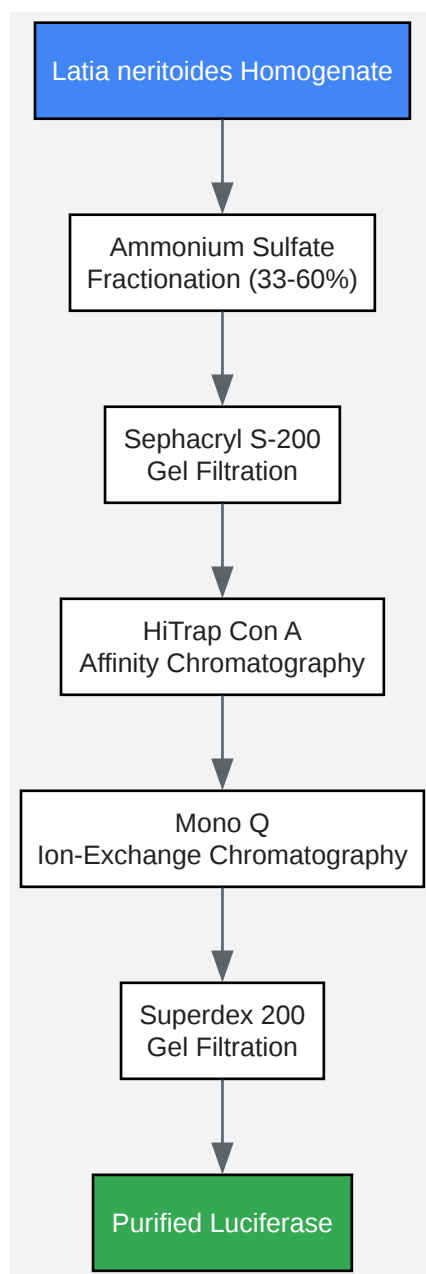 Latia neritoides Homogenate
Ammonium Sulfate
Fractionation (33-60%)
Sephacryl S-200
Gel Filtration
HiTrap Con A
Affinity Chromatography
Mono Q
Ion-Exchange Chromatography
Superdex 200
Gel Filtration
Purified Luciferase